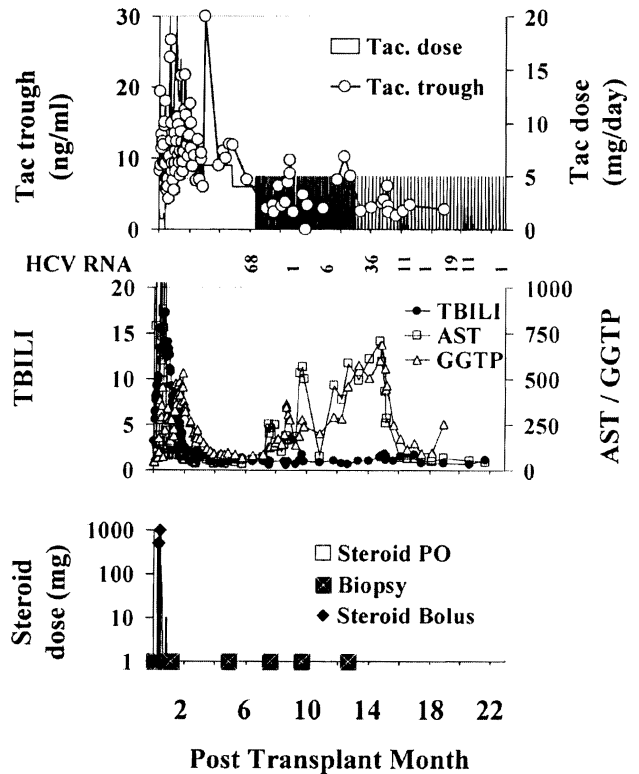 30
20
10
0
Tac trough
(ng/ml)
Tac. dose
Tac. trough
20
15
10
5
0
Tac dose
(mg/day)
HCV RNA 68 1 6 36 11 1 19 11 1
20
15
10
5
0
TBILI
TBILI
AST
GGTP
1000
750
500
250
0
AST / GGTP
1000
100
10
1
Steroid
dose (mg)
Steroid PO
Biopsy
Steroid Bolus
2 6 10 14 18 22
Post Transplant Month